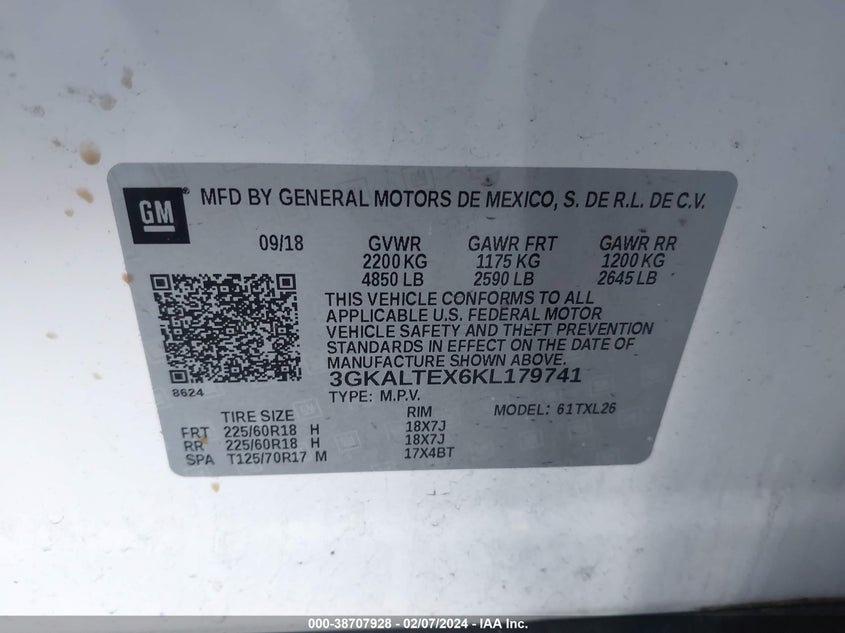 GM
MFD BY GENERAL MOTORS DE MEXICO, S. DE R.L. DE C.V.
09/18 GVWR GAWR FRT GAWR RR
2200 KG 1175 KG 1200 KG
4850 LB 2590 LB 2645 LB
THIS VEHICLE CONFORMS TO ALL
APPLICABLE U.S. FEDERAL MOTOR
VEHICLE SAFETY AND THEFT PREVENTION
STANDARDS IN EFFECT ON THE DATE OF
MANUFACTURE SHOWN ABOVE.
8624
3GKALTEX6KL179741
TYPE: M.P.V.
TIRE SIZE RIM MODEL: 61TXL26
FRT 225/60R18 H 18X7J
RR 225/60R18 H 18X7J
SPA T125/70R17 M 17X4BT
000-38707928 - 02/07/2024 - IAA Inc.